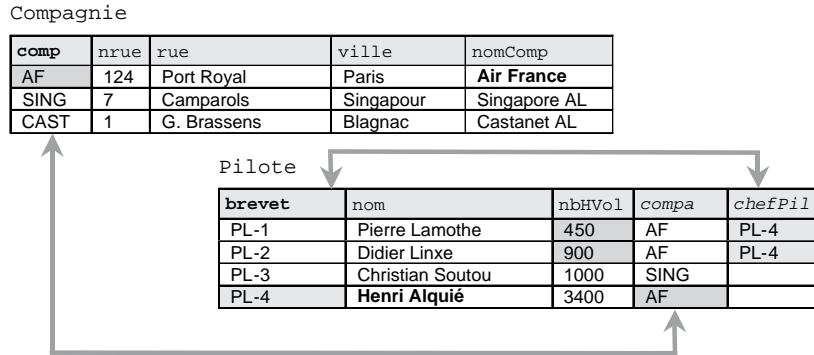 Compagnie
comp nrue rue ville nomComp
AF 124 Port Royal Paris Air France
SING 7 Camparols Singapour Singapore AL
CAST 1 G. Brassens Blagnac Castanet AL
Pilote
brevet nom nbHVol compa chefPil
PL-1 Pierre Lamothe 450 AF PL-4
PL-2 Didier Linxe 900 AF PL-4
PL-3 Christian Soutou 1000 SING
PL-4 Henri Alquié 3400 AF